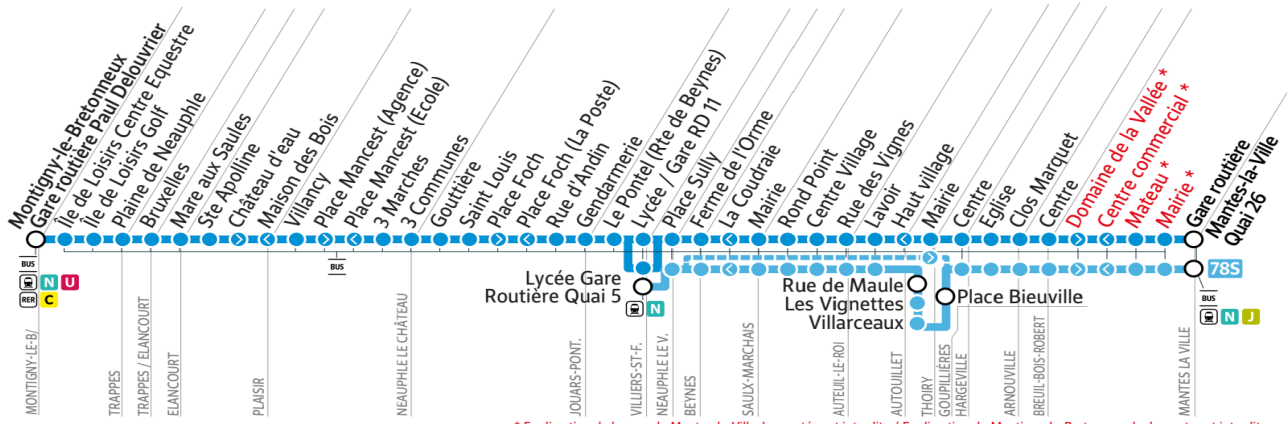 Montigny-le-Bretonneux
Gare routière Paul Delouvrier
Île de Loisirs Centre Equestre
Île de Loisirs Golf
Plaine de Neauphle
Bruxelles
Mare aux Saules
Ste Apolline
Château d'eau
Maison des Bois
Villancy
Place Mancest (Agence)
Place Mancest (Ecole)
3 Marches
3 Communes
Gouttière
Saint Louis
Place Foch
Place Foch (La Poste)
Rue d'Andin
Gendarmerie
Le Pontel (Rte de Beynes)
Lycée / Gare RD 11
Place Sully
Ferme de l'Orme
La Coudraie
Mairie
Rond Point
Centre Village
Rue des Vignes
Lavoir
Haut village
Mairie
Centre
Eglise
Clos Marquet
Centre
Domaine de la Vallée *
Centre commercial *
Mateau *
Mairie *
Gare routière
Mantes-la-Ville
Quai 26
BUS
N U
RER C
BUS
Lycée Gare
Routière Quai 5
N
Rue de Maule
Les Vignettes
Villarceaux
Place Bieuville
78S
BUS
N J
MONTIGNY-LE-B/
TRAPPES
TRAPPES / ELANCOURT
ELANCOURT
PLAISIR
NEAUPHLE LE CHÂTEAU
JOUARS-PONT.
VILLIERS-ST-F.
NEAUPHLE LE V.
BEYNES
SAULX-MARCHAIS
AUTEUIL-LE-ROI
AUTOUILLET
THOIRY
GOUPILLIÈRES
HARGEVILLE
ARNOUVILLE
BREUIL-BOIS-ROBERT
MANTES LA VILLE